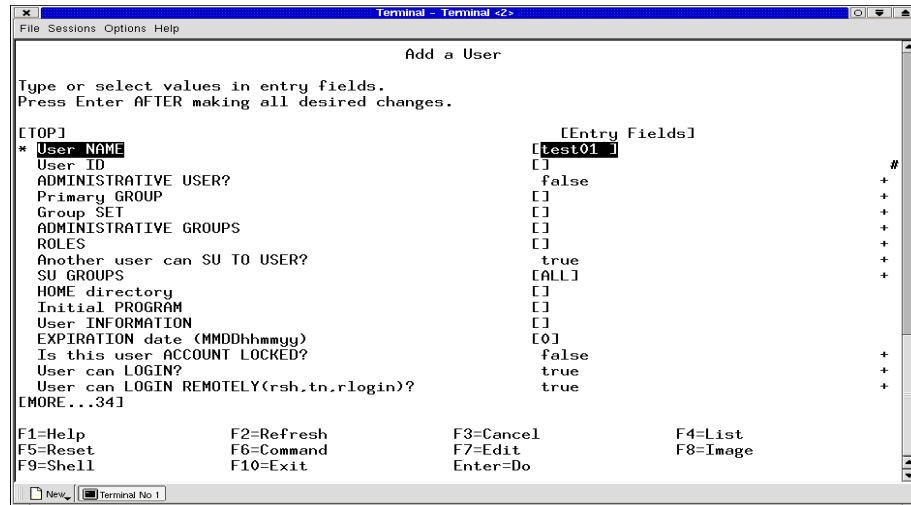 Terminal - Terminal <2>
File Sessions Options Help
Add a User
Type or select values in entry fields.
Press Enter AFTER making all desired changes.
[TOP] [Entry Fields]
* User NAME [test01 ]
User ID [] #
ADMINISTRATIVE USER? false +
Primary GROUP [] +
Group SET [] +
ADMINISTRATIVE GROUPS [] +
ROLES [] +
Another user can SU TO USER? true +
SU GROUPS [ALL] +
HOME directory []
Initial PROGRAM []
User INFORMATION []
EXPIRATION date (MMDDhhmmyy) [0]
Is this user ACCOUNT LOCKED? false +
User can LOGIN? true +
User can LOGIN REMOTELY(rsh,tn,rlogin)? true +
[MORE...34]
F1=Help F2=Refresh F3=Cancel F4=List
F5=Reset F6=Command F7=Edit F8=Image
F9=Shell F10=Exit Enter=Do
New Terminal No 1